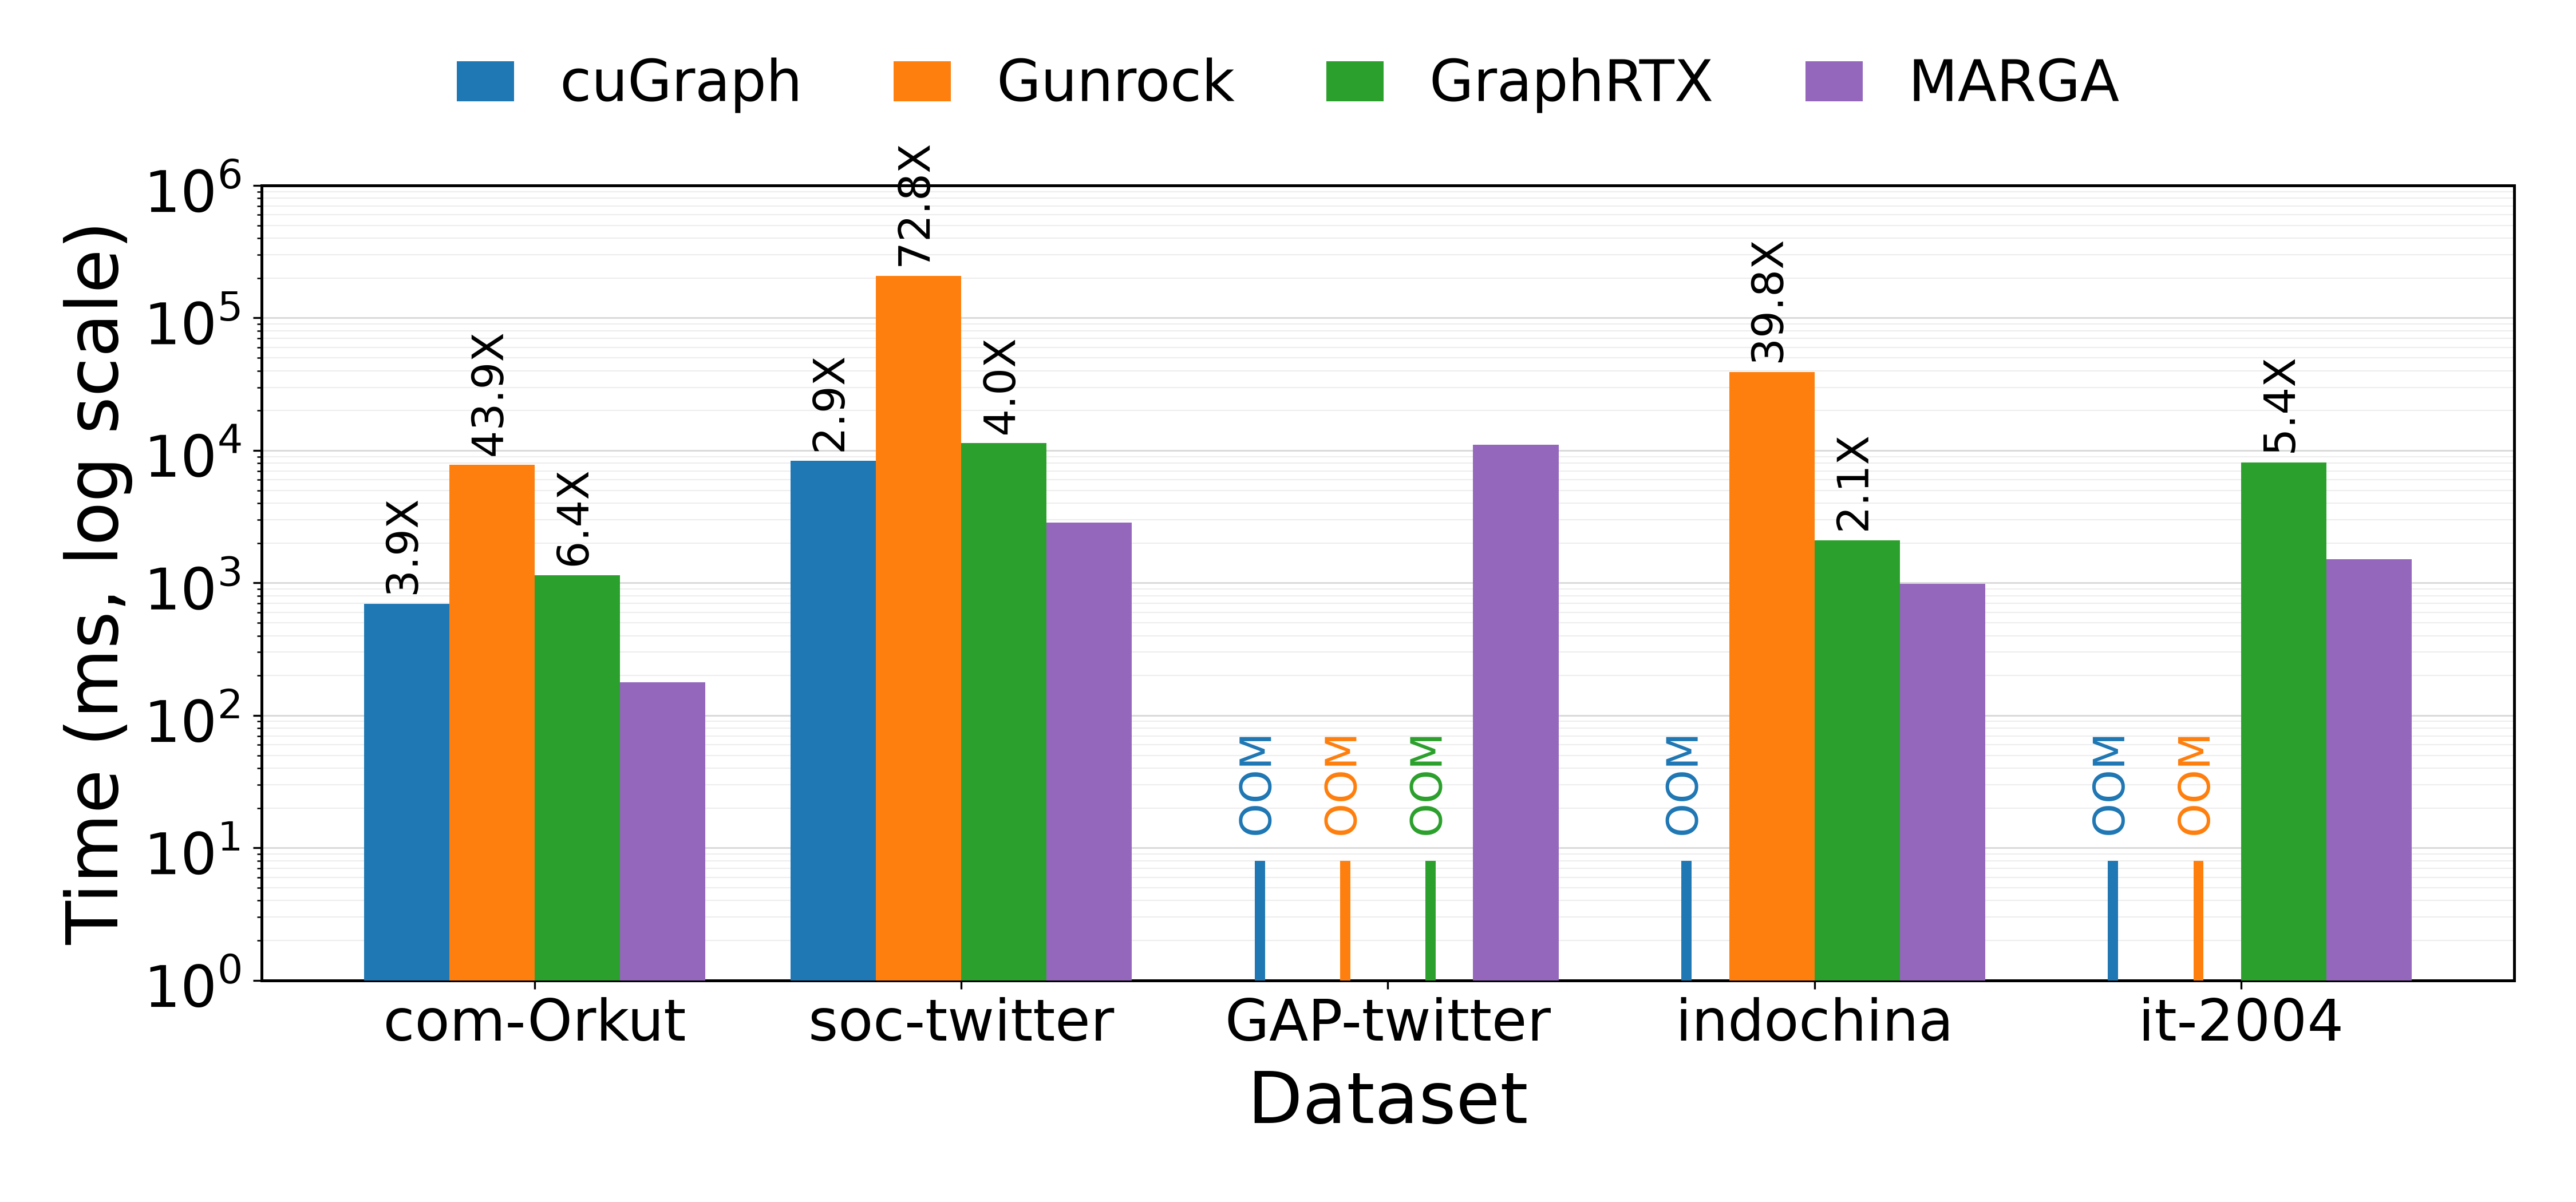 cuGraph Gunrock GraphRTX MARGA
Time (ms, log scale)
10^6
10^5
10^4
10^3
10^2
10^1
10^0
3.9X
43.9X
6.4X
2.9X
72.8X
4.0X
OOM
OOM
OOM
OOM
39.8X
2.1X
OOM
OOM
5.4X
com-Orkut soc-twitter GAP-twitter indochina it-2004
Dataset